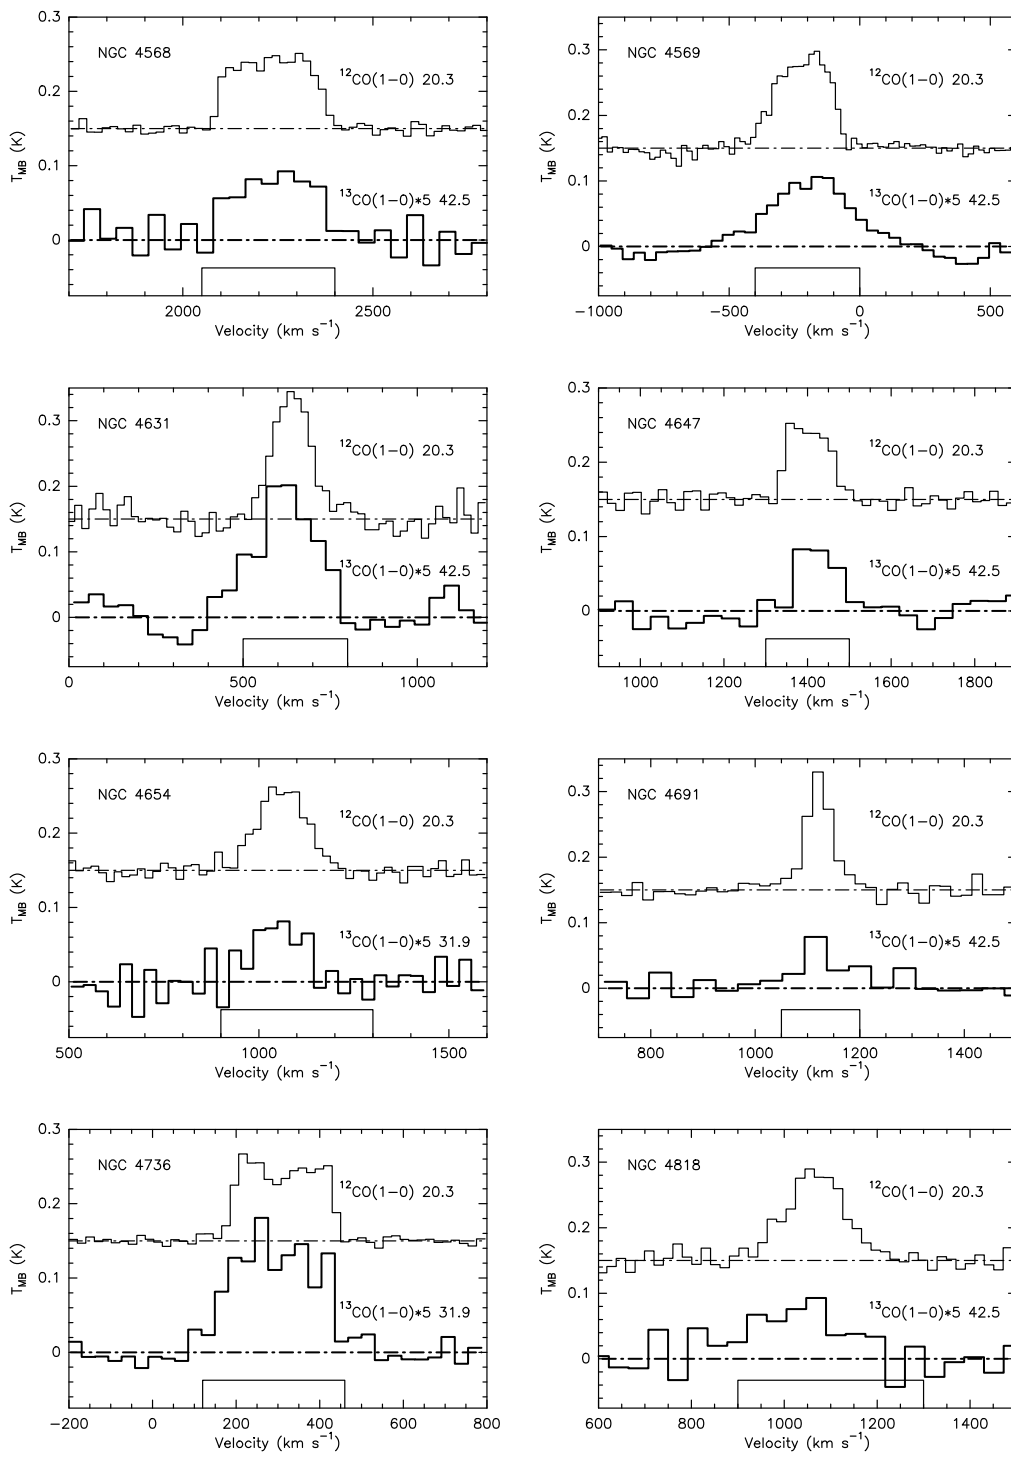 0.3
NGC 4568
¹²CO(1−0) 20.3
0.2
T_MB (K)
0.1
¹³CO(1−0)*5 42.5
0
2000 2500
Velocity (km s⁻¹)
0.3
NGC 4569
¹²CO(1−0) 20.3
0.2
T_MB (K)
0.1
¹³CO(1−0)*5 42.5
0
−1000 −500 0 500
Velocity (km s⁻¹)
0.3
NGC 4631
¹²CO(1−0) 20.3
0.2
T_MB (K)
0.1
¹³CO(1−0)*5 42.5
0
0 500 1000
Velocity (km s⁻¹)
0.3
NGC 4647
¹²CO(1−0) 20.3
0.2
T_MB (K)
0.1
¹³CO(1−0)*5 42.5
0
1000 1200 1400 1600 1800
Velocity (km s⁻¹)
0.3
NGC 4654
¹²CO(1−0) 20.3
0.2
T_MB (K)
0.1
¹³CO(1−0)*5 31.9
0
500 1000 1500
Velocity (km s⁻¹)
0.3
NGC 4691
¹²CO(1−0) 20.3
0.2
T_MB (K)
0.1
¹³CO(1−0)*5 42.5
0
800 1000 1200 1400
Velocity (km s⁻¹)
0.3
NGC 4736
¹²CO(1−0) 20.3
0.2
T_MB (K)
0.1
¹³CO(1−0)*5 31.9
0
−200 0 200 400 600 800
Velocity (km s⁻¹)
0.3
NGC 4818
¹²CO(1−0) 20.3
0.2
T_MB (K)
0.1
¹³CO(1−0)*5 42.5
0
600 800 1000 1200 1400
Velocity (km s⁻¹)